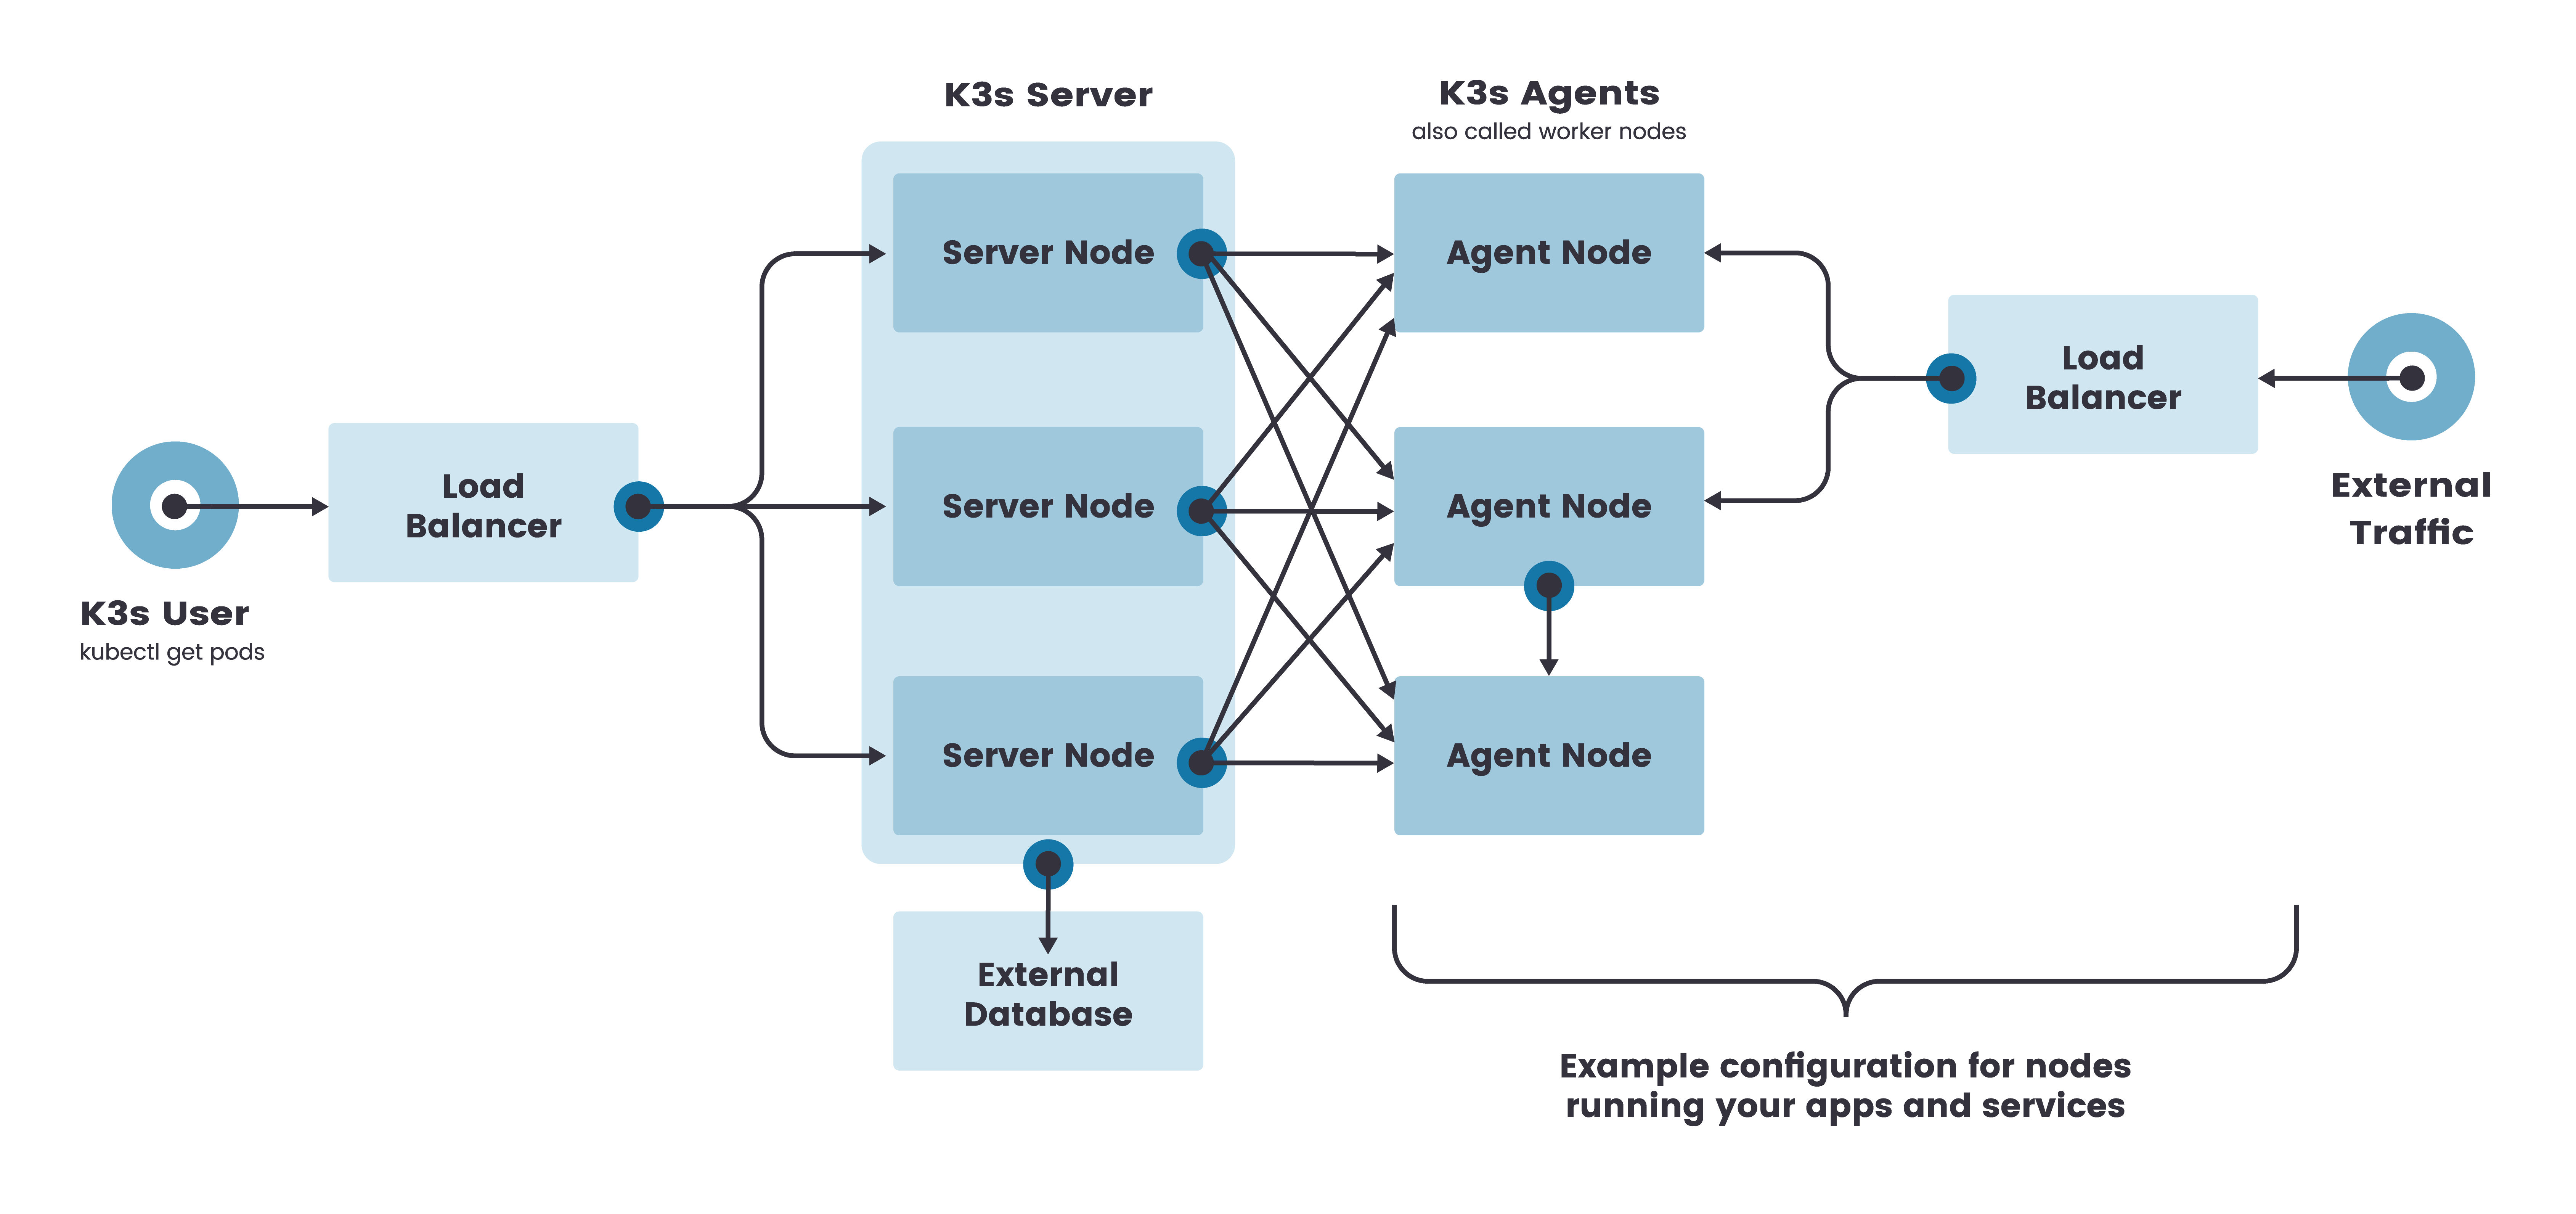 K3s Server
K3s Agents
also called worker nodes
Server Node
Agent Node
Load
Balancer
External
Traffic
Load
Balancer
Server Node
Agent Node
K3s User
kubectl get pods
Server Node
Agent Node
External
Database
Example configuration for nodes
running your apps and services